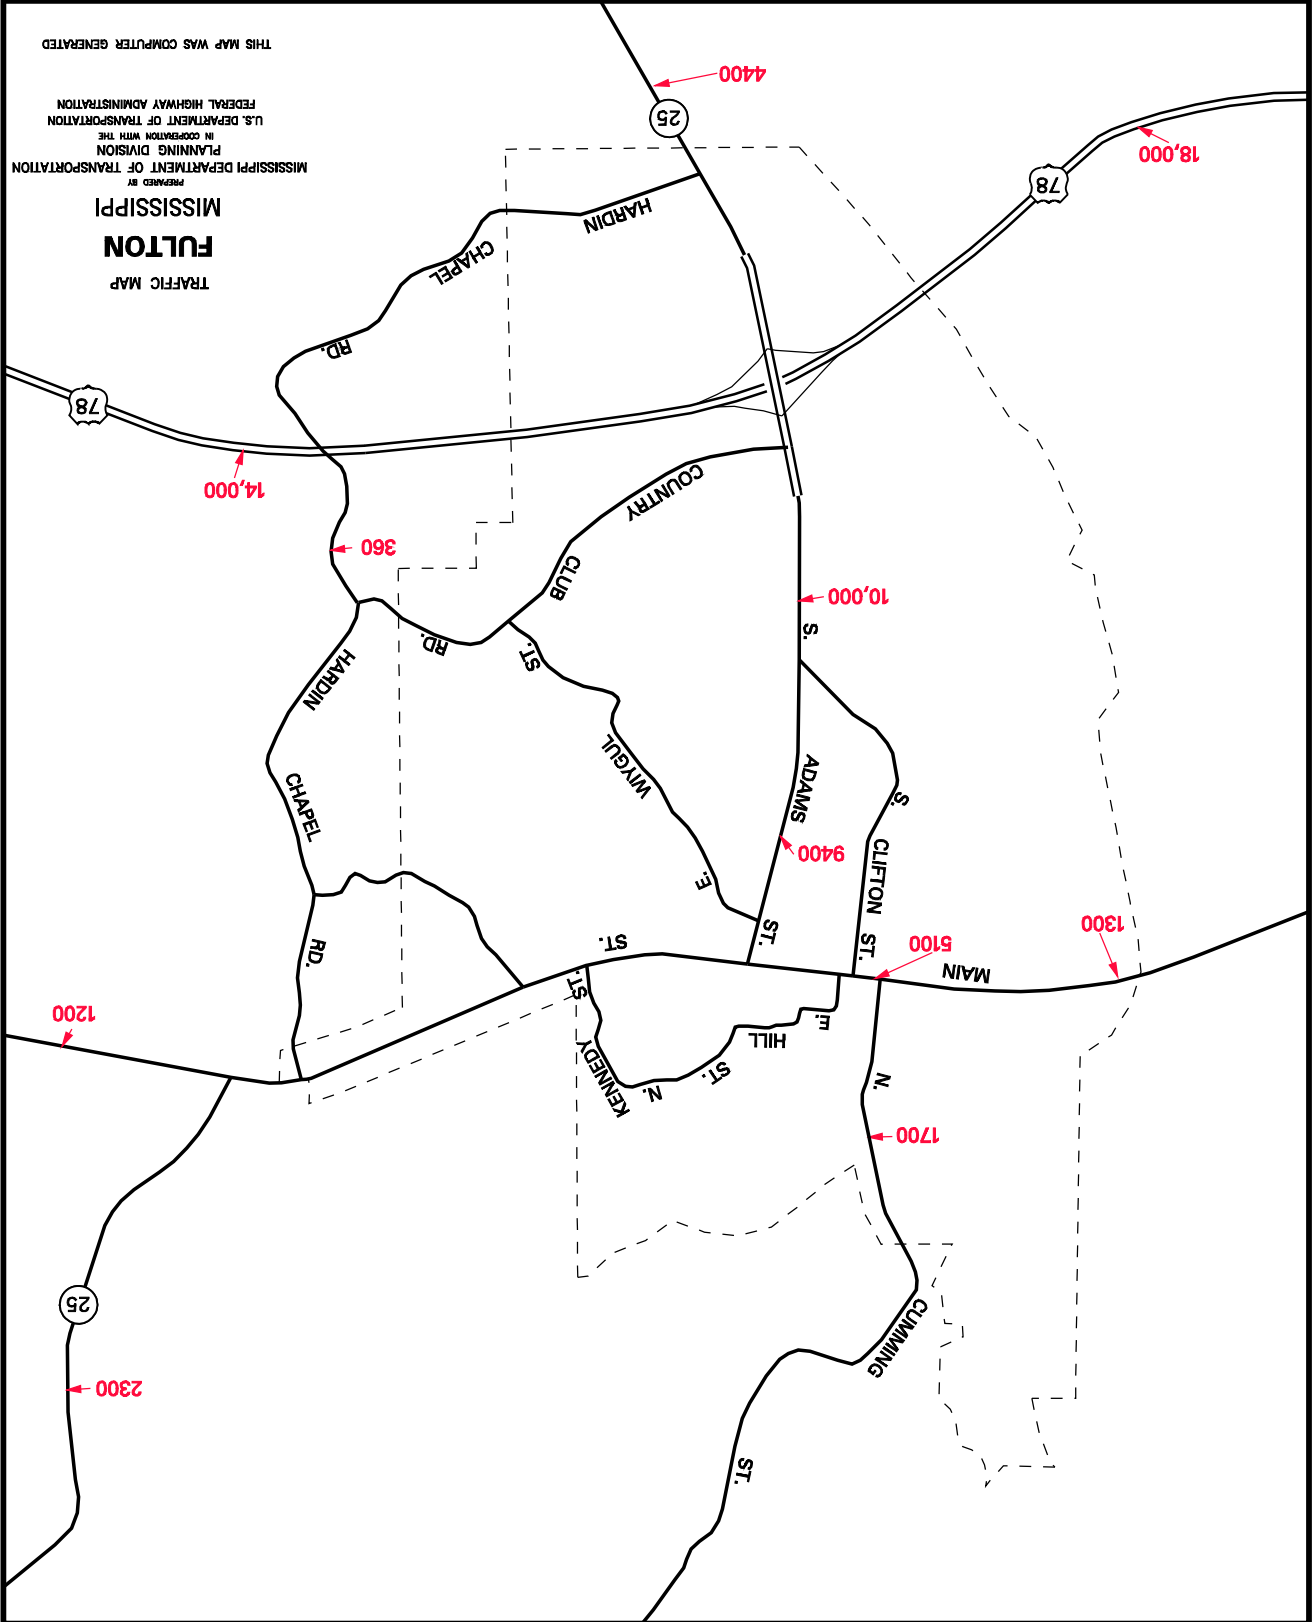 ST.
2300
CUMMING
25
1700
N.
KENNEDY
N.
ST.
HILL
E.
ST.
1200
1300
MAIN
5100
ST.
ST.
ST.
RD.
CLIFTON
S.
9400
ADAMS
E.
CHAPEL
WIYGUL
HARDIN
S.
ST.
RD.
10,000
CLUB
360
COUNTRY
14,000
78
RD.
TRAFFIC MAP
FULTON
MISSISSIPPI
PREPARED BY
MISSISSIPPI DEPARTMENT OF TRANSPORTATION
PLANNING DIVISION
IN COOPERATION WITH THE
U.S. DEPARTMENT OF TRANSPORTATION
FEDERAL HIGHWAY ADMINISTRATION
THIS MAP WAS COMPUTER GENERATED
CHAPEL
HARDIN
78
18,000
25
4400